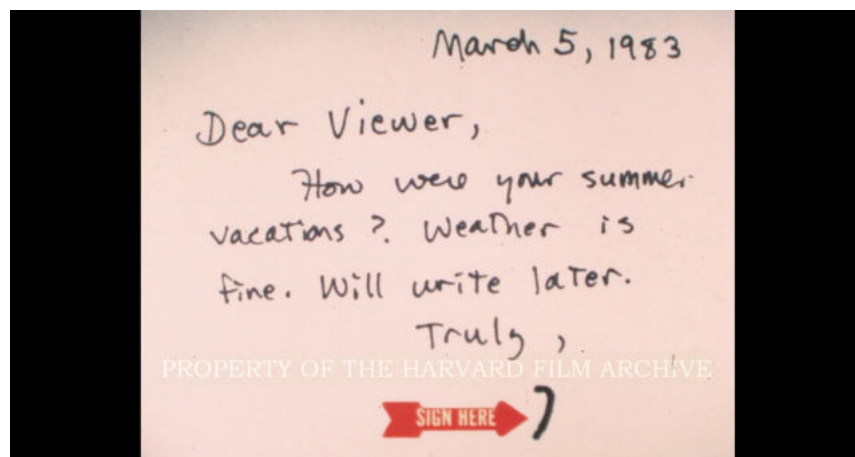 March 5, 1983
Dear Viewer,
How were your summer
vacations? Weather is
fine. Will write later.
Truly,
PROPERTY OF THE HARVARD FILM ARCHIVE
SIGN HERE